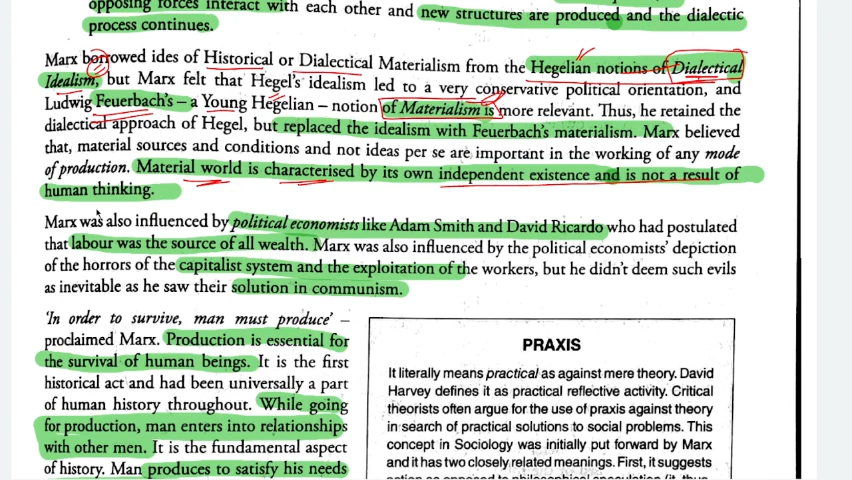 opposing forces interact with each other and new structures are produced and the dialectic
process continues.
Marx borrowed ides of Historical or Dialectical Materialism from the Hegelian notions of Dialectical
Idealism, but Marx felt that Hegel's idealism led to a very conservative political orientation, and
Ludwig Feuerbach's – a Young Hegelian – notion of Materialism is more relevant. Thus, he retained the
dialectical approach of Hegel, but replaced the idealism with Feuerbach's materialism. Marx believed
that, material sources and conditions and not ideas per se are important in the working of any mode
of production. Material world is characterised by its own independent existence and is not a result of
human thinking.
Marx was also influenced by political economists like Adam Smith and David Ricardo who had postulated
that labour was the source of all wealth. Marx was also influenced by the political economists' depiction
of the horrors of the capitalist system and the exploitation of the workers, but he didn't deem such evils
as inevitable as he saw their solution in communism.
'In order to survive, man must produce' –
proclaimed Marx. Production is essential for
the survival of human beings. It is the first
historical act and had been universally a part
of human history throughout. While going
for production, man enters into relationships
with other men. It is the fundamental aspect
of history. Man produces to satisfy his needs
PRAXIS
It literally means practical as against mere theory. David
Harvey defines it as practical reflective activity. Critical
theorists often argue for the use of praxis against theory
in search of practical solutions to social problems. This
concept in Sociology was initially put forward by Marx
and it has two closely related meanings. First, it suggests